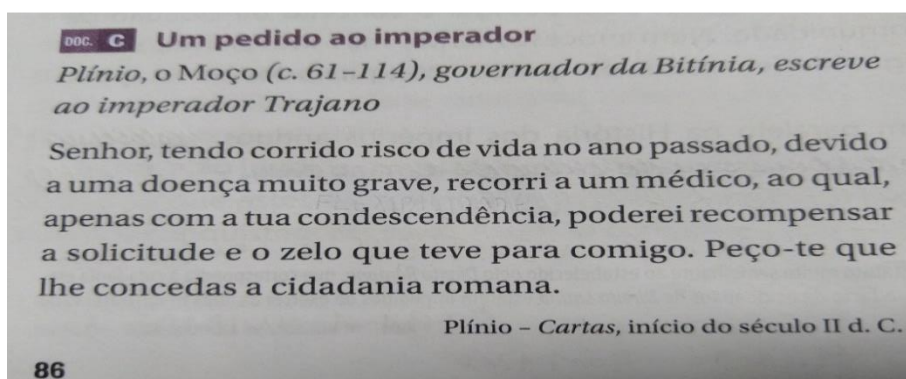 DOC. C Um pedido ao imperador
Plínio, o Moço (c. 61–114), governador da Bitínia, escreve
ao imperador Trajano
Senhor, tendo corrido risco de vida no ano passado, devido
a uma doença muito grave, recorri a um médico, ao qual,
apenas com a tua condescendência, poderei recompensar
a solicitude e o zelo que teve para comigo. Peço-te que
lhe concedas a cidadania romana.
Plínio – Cartas, início do século II d. C.
86